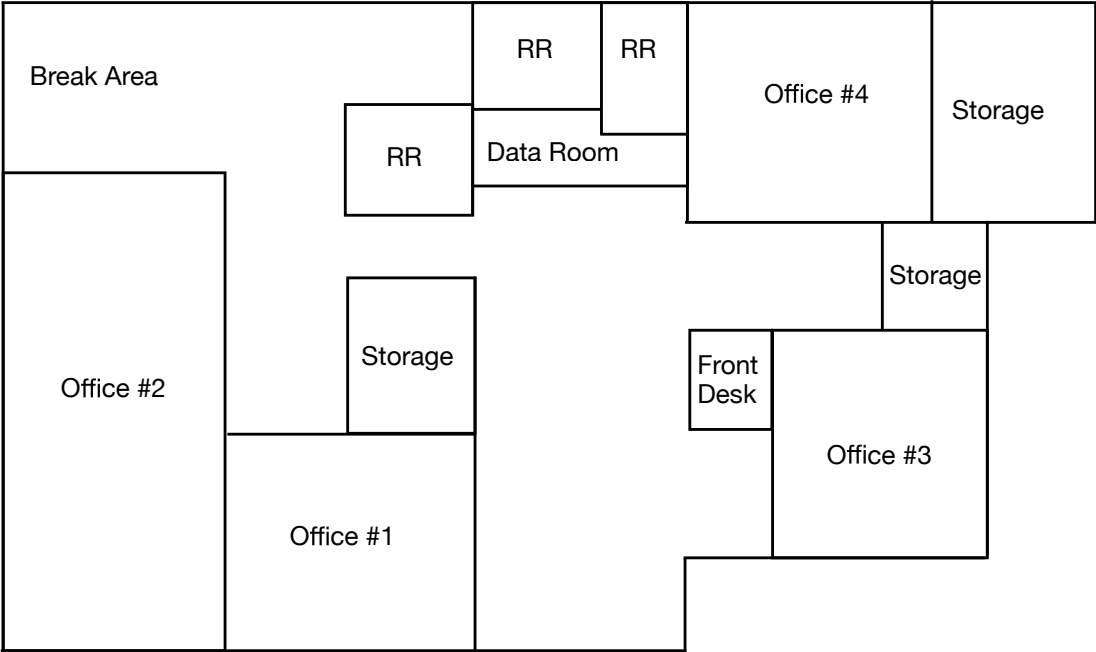 RR
RR
Break Area
Office #4
Storage
RR
Data Room
Storage
Storage
Front
Desk
Office #2
Office #3
Office #1